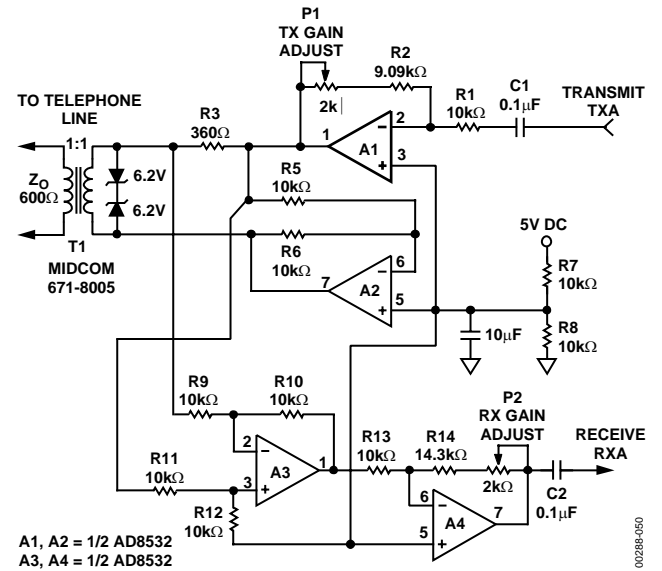 P1
TX GAIN
ADJUST
2k
R2
9.09kΩ
R1
10kΩ
C1
0.1μF
TRANSMIT
TXA
TO TELEPHONE
LINE
1:1
ZO
600Ω
T1
MIDCOM
671-8005
6.2V
6.2V
R3
360Ω
1
A1
2
3
R5
10kΩ
R6
10kΩ
7
A2
6
5
5V DC
R7
10kΩ
R8
10kΩ
10μF
R9
10kΩ
R10
10kΩ
R11
10kΩ
R12
10kΩ
2
3
A3
1
R13
10kΩ
R14
14.3kΩ
P2
RX GAIN
ADJUST
2kΩ
6
5
A4
7
C2
0.1μF
RECEIVE
RXA
A1, A2 = 1/2 AD8532
A3, A4 = 1/2 AD8532
00288-050